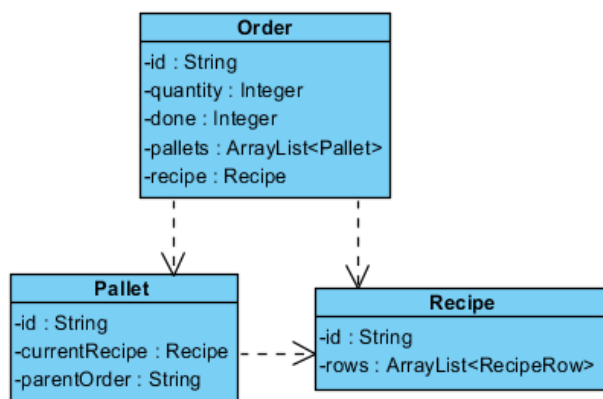 Order
-id : String
-quantity : Integer
-done : Integer
-pallets : ArrayList<Pallet>
-recipe : Recipe
Pallet
-id : String
-currentRecipe : Recipe
-parentOrder : String
Recipe
-id : String
-rows : ArrayList<RecipeRow>